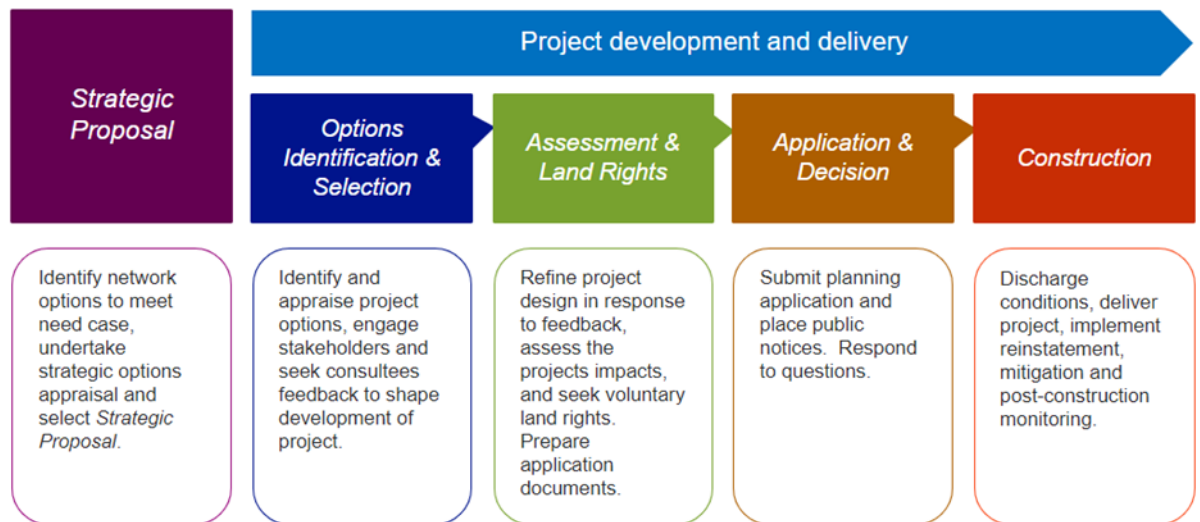 Strategic
Proposal
Project development and delivery
Options
Identification &
Selection
Assessment &
Land Rights
Application &
Decision
Construction
Identify network
options to meet
need case,
undertake
strategic options
appraisal and
select Strategic
Proposal.
Identify and
appraise project
options, engage
stakeholders and
seek consultees
feedback to shape
development of
project.
Refine project
design in response
to feedback,
assess the
projects impacts,
and seek voluntary
land rights.
Prepare
application
documents.
Submit planning
application and
place public
notices.  Respond
to questions.
Discharge
conditions, deliver
project, implement
reinstatement,
mitigation and
post-construction
monitoring.